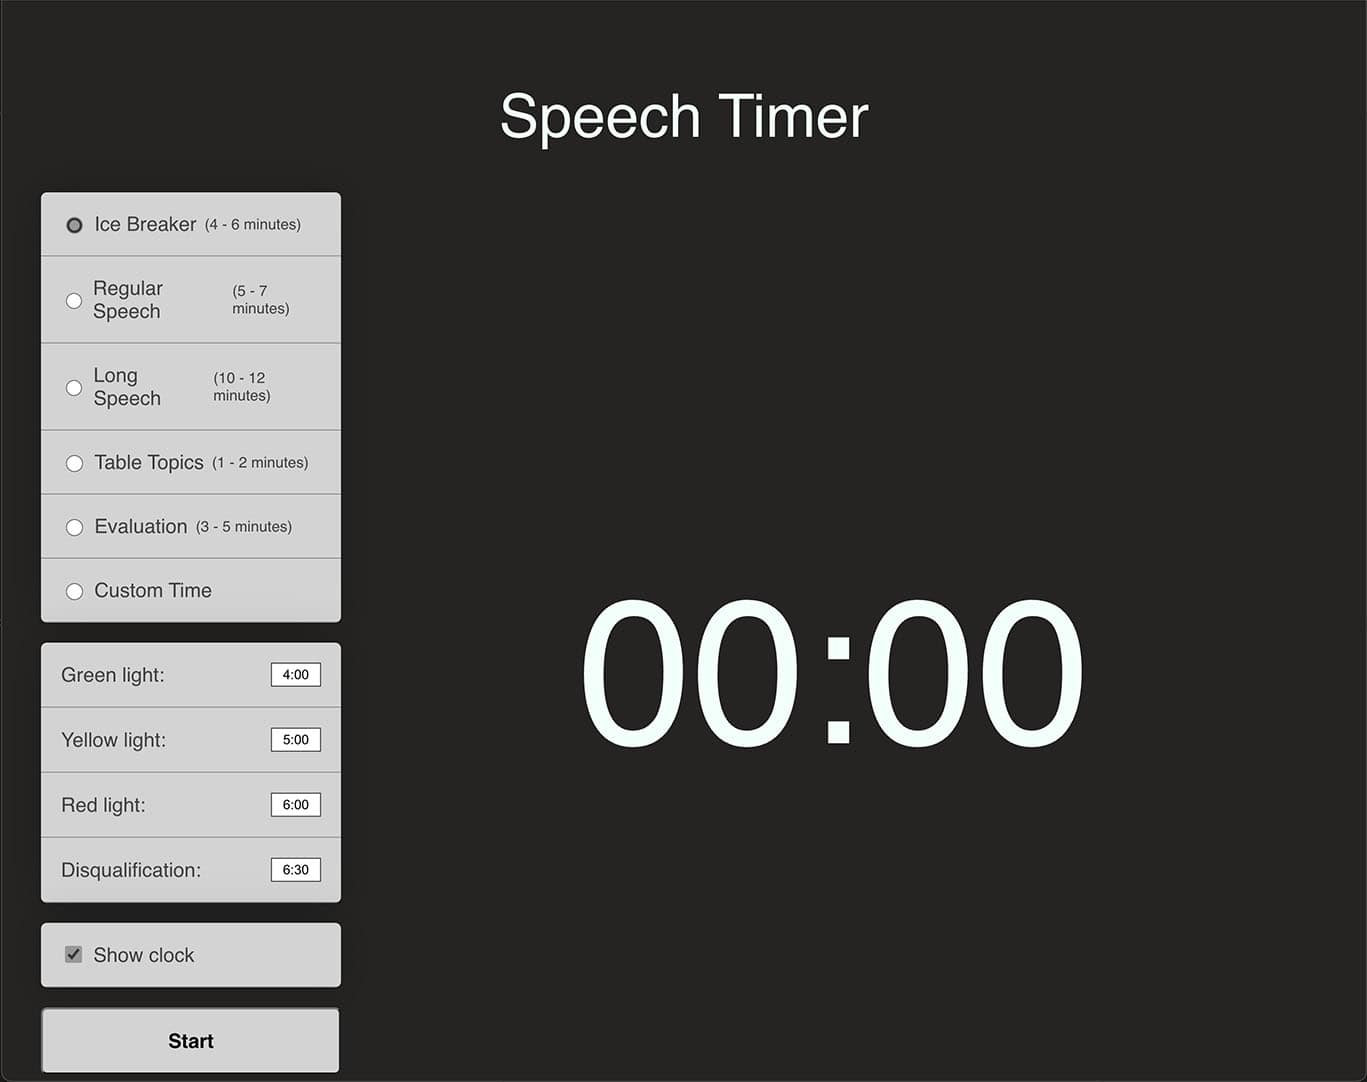 Speech Timer
Ice Breaker (4 - 6 minutes)
Regular
Speech
(5 - 7
minutes)
Long
Speech
(10 - 12
minutes)
Table Topics (1 - 2 minutes)
Evaluation (3 - 5 minutes)
Custom Time
Green light: 4:00
Yellow light: 5:00
Red light: 6:00
Disqualification: 6:30
Show clock
Start
00:00